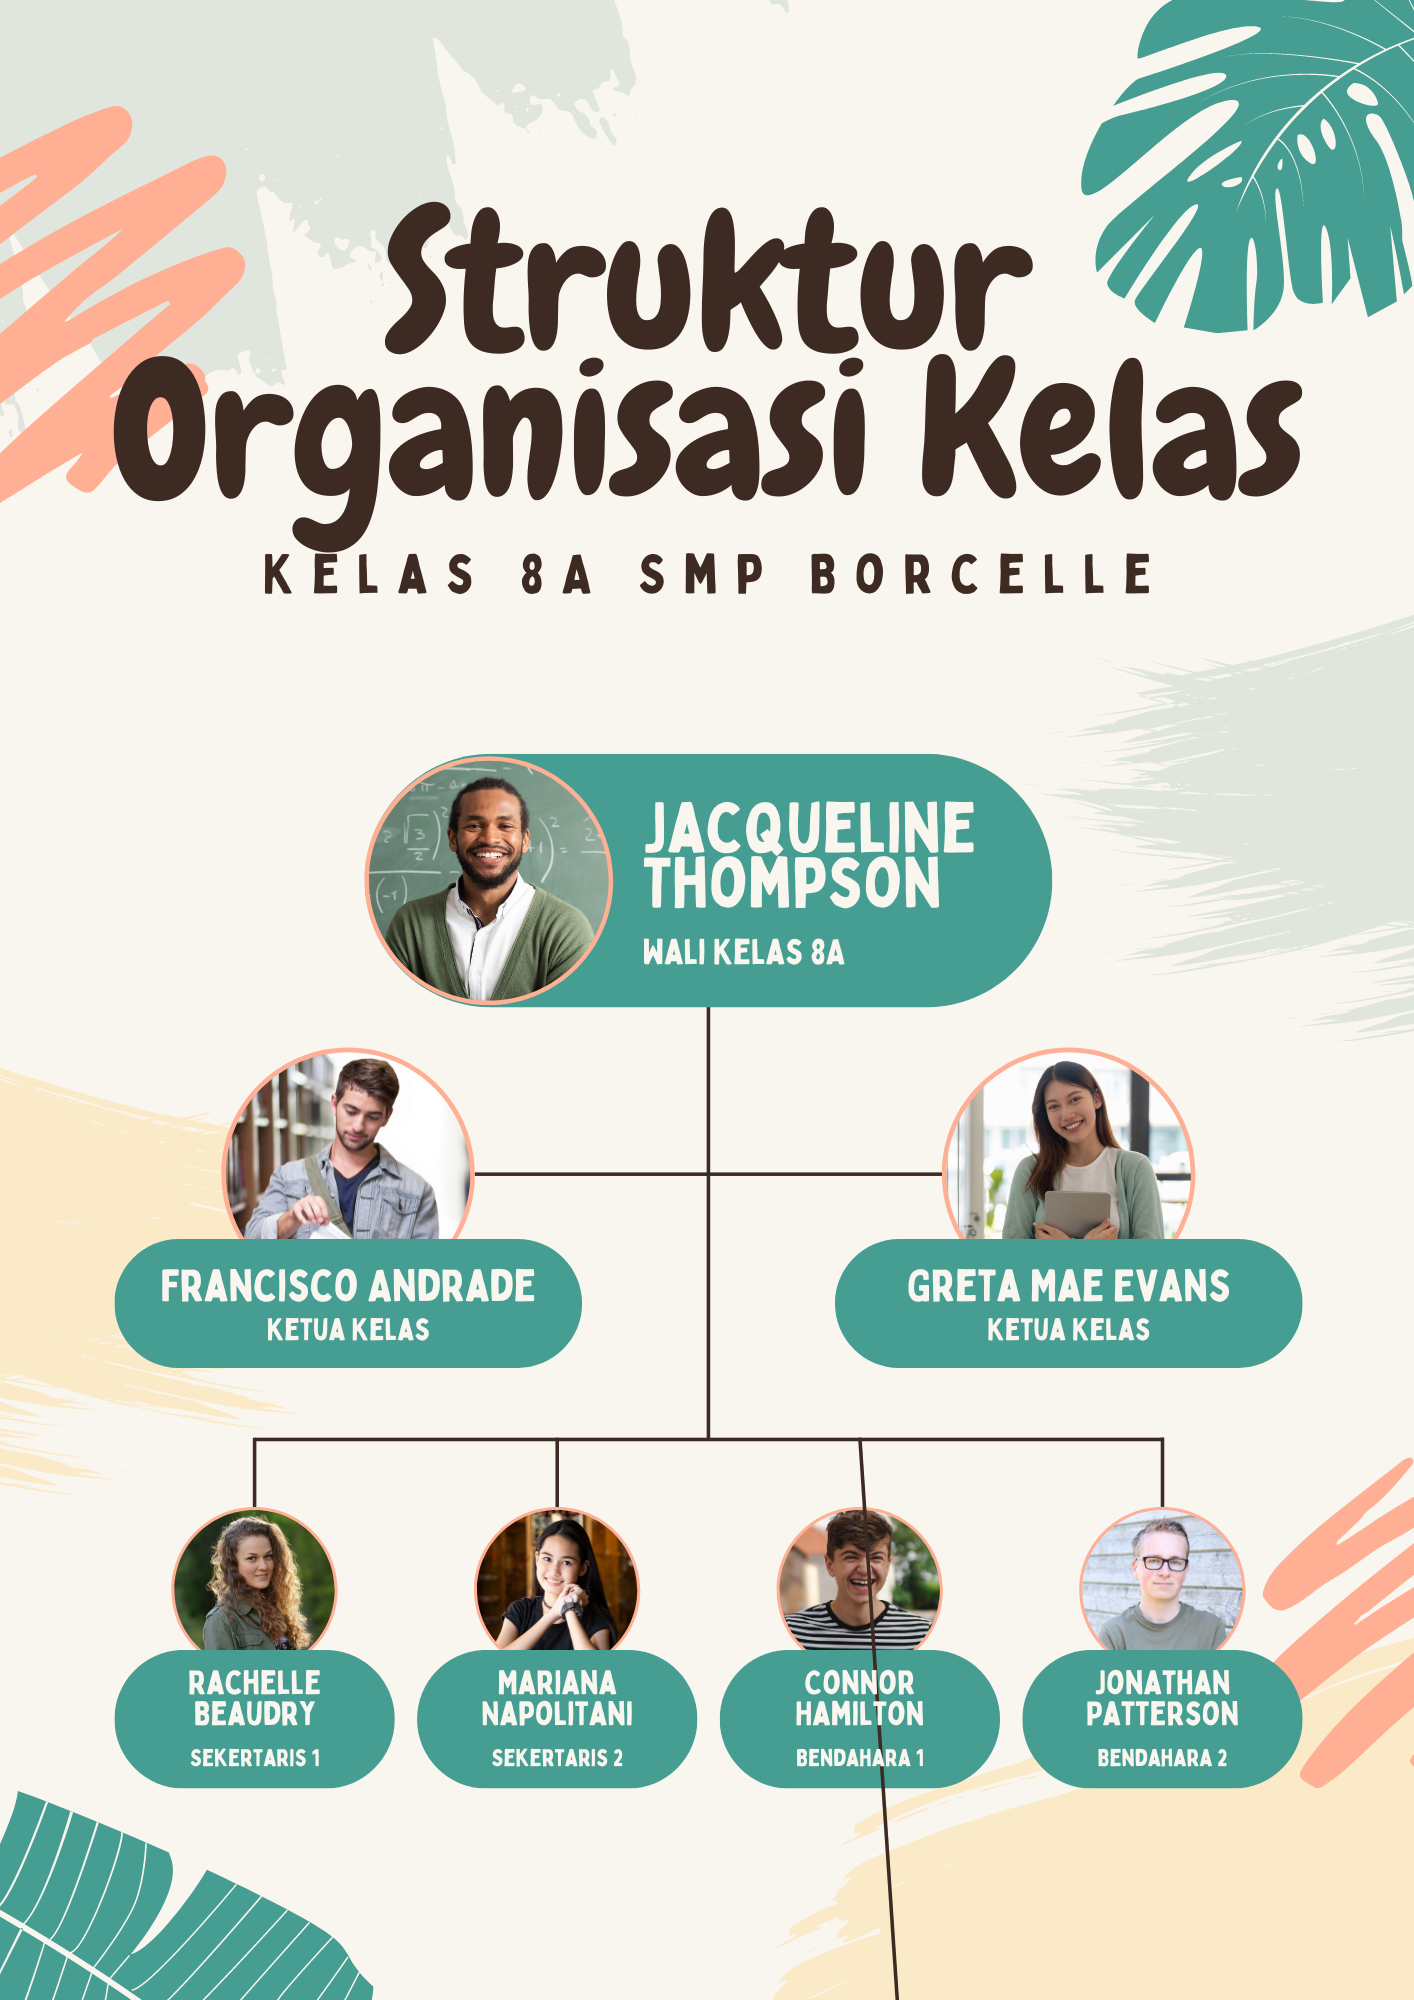 Struktur
Organisasi Kelas
KELAS 8A SMP BORCELLE
JACQUELINE
THOMPSON
WALI KELAS 8A
FRANCISCO ANDRADE
KETUA KELAS
GRETA MAE EVANS
KETUA KELAS
RACHELLE
BEAUDRY
SEKERTARIS 1
MARIANA
NAPOLITANI
SEKERTARIS 2
CONNOR
HAMILTON
BENDAHARA 1
JONATHAN
PATTERSON
BENDAHARA 2